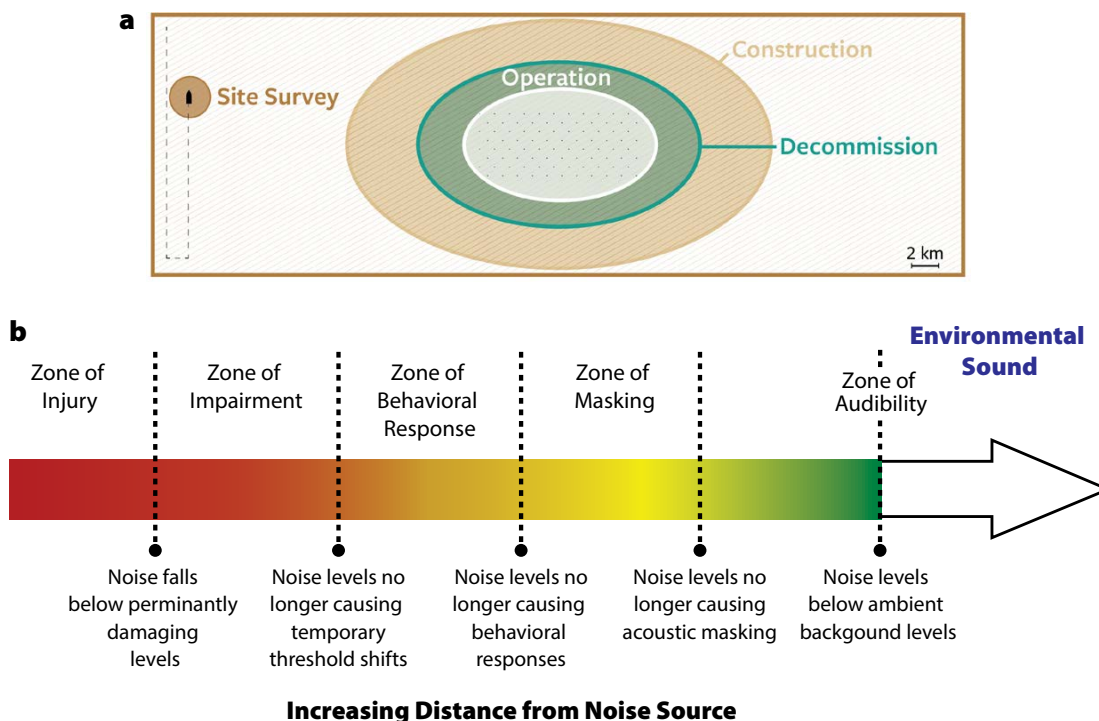 a
Construction
Operation
Site Survey
Decommission
2 km
b
Environmental
Sound
Zone of
Injury
Zone of
Impairment
Zone of
Behavioral
Response
Zone of
Masking
Zone of
Audibility
Noise falls
below perminantly
damaging
levels
Noise levels no
longer causing
temporary
threshold shifts
Noise levels no
longer causing
behavioral
responses
Noise levels no
longer causing
acoustic masking
Noise levels
below ambient
backgound levels
Increasing Distance from Noise Source